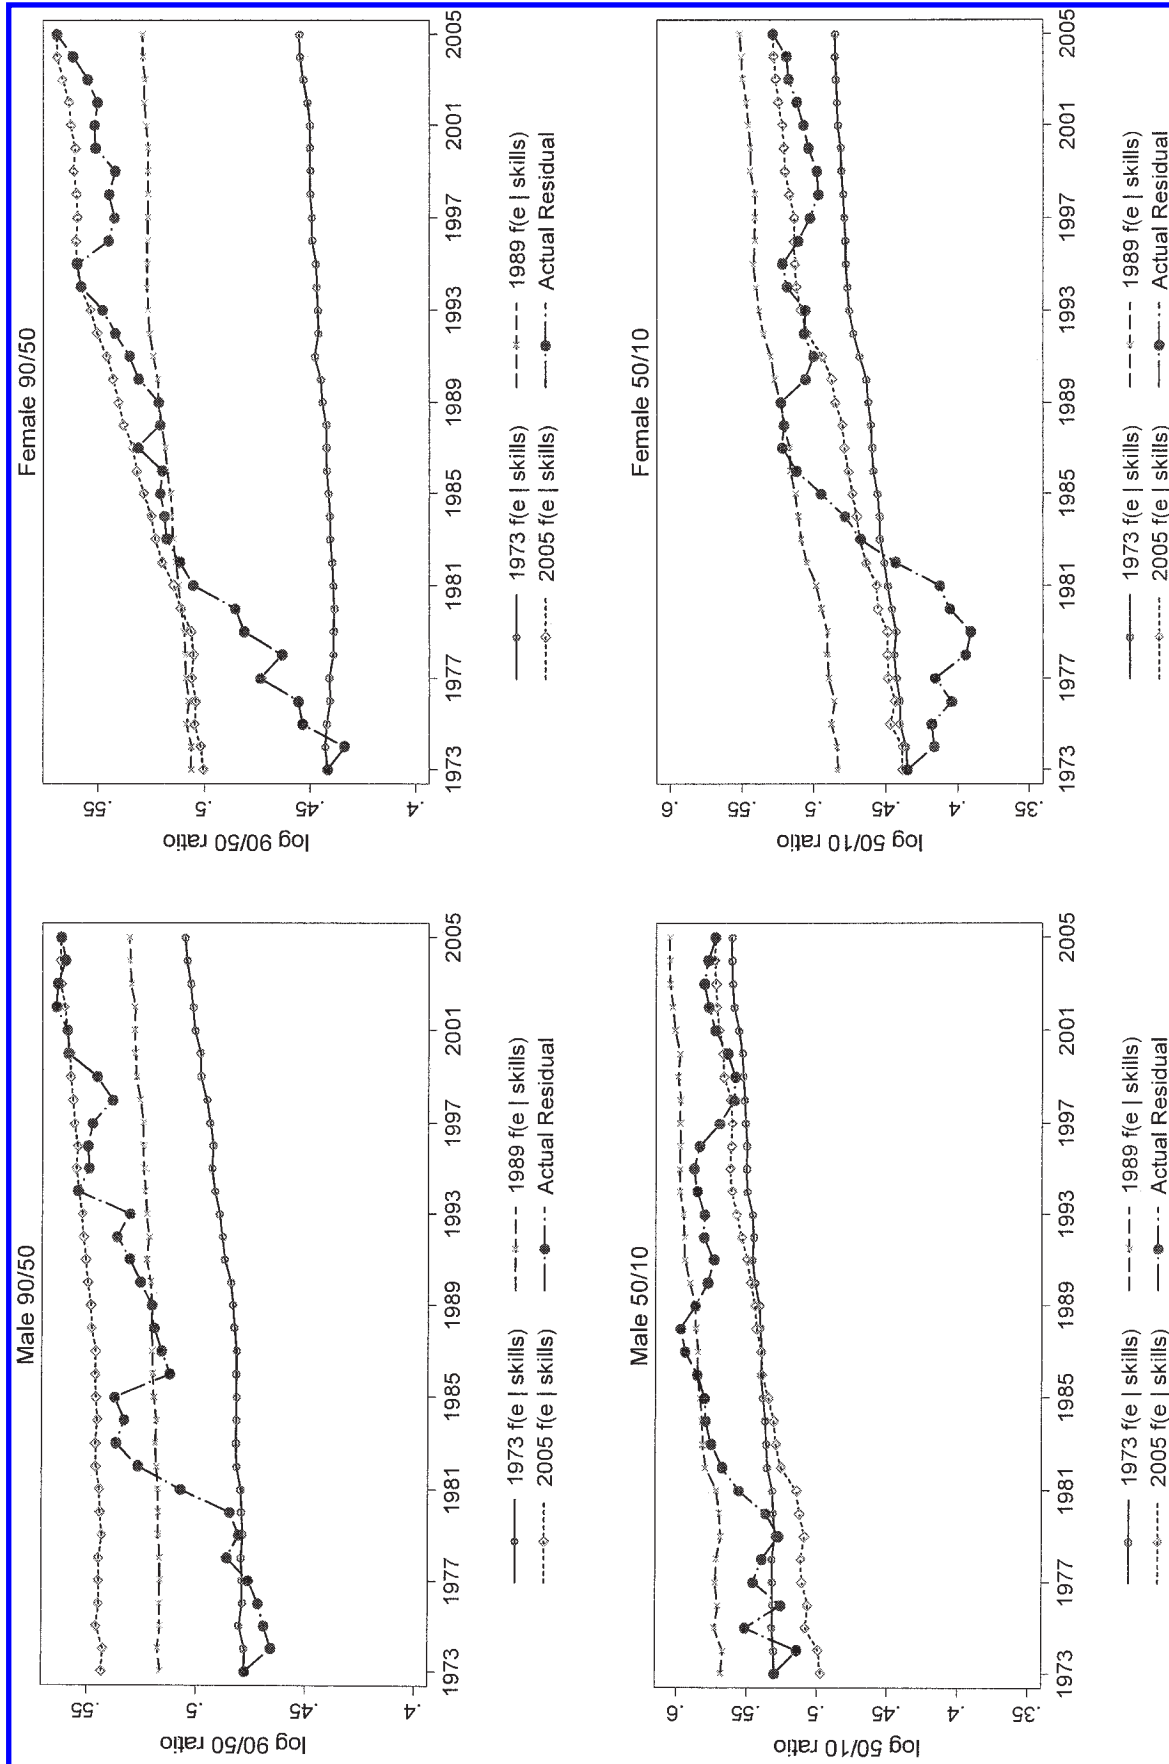 Male 90/50
log 90/50 ratio
.55
.5
.45
.4
1973 1977 1981 1985 1989 1993 1997 2001 2005
1973 f(e | skills) 1989 f(e | skills)
2005 f(e | skills) Actual Residual
Female 90/50
log 90/50 ratio
.55
.5
.45
.4
1973 1977 1981 1985 1989 1993 1997 2001 2005
1973 f(e | skills) 1989 f(e | skills)
2005 f(e | skills) Actual Residual
Male 50/10
log 50/10 ratio
.6
.55
.5
.45
.4
.35
1973 1977 1981 1985 1989 1993 1997 2001 2005
1973 f(e | skills) 1989 f(e | skills)
2005 f(e | skills) Actual Residual
Female 50/10
log 50/10 ratio
.6
.55
.5
.45
.4
.35
1973 1977 1981 1985 1989 1993 1997 2001 2005
1973 f(e | skills) 1989 f(e | skills)
2005 f(e | skills) Actual Residual